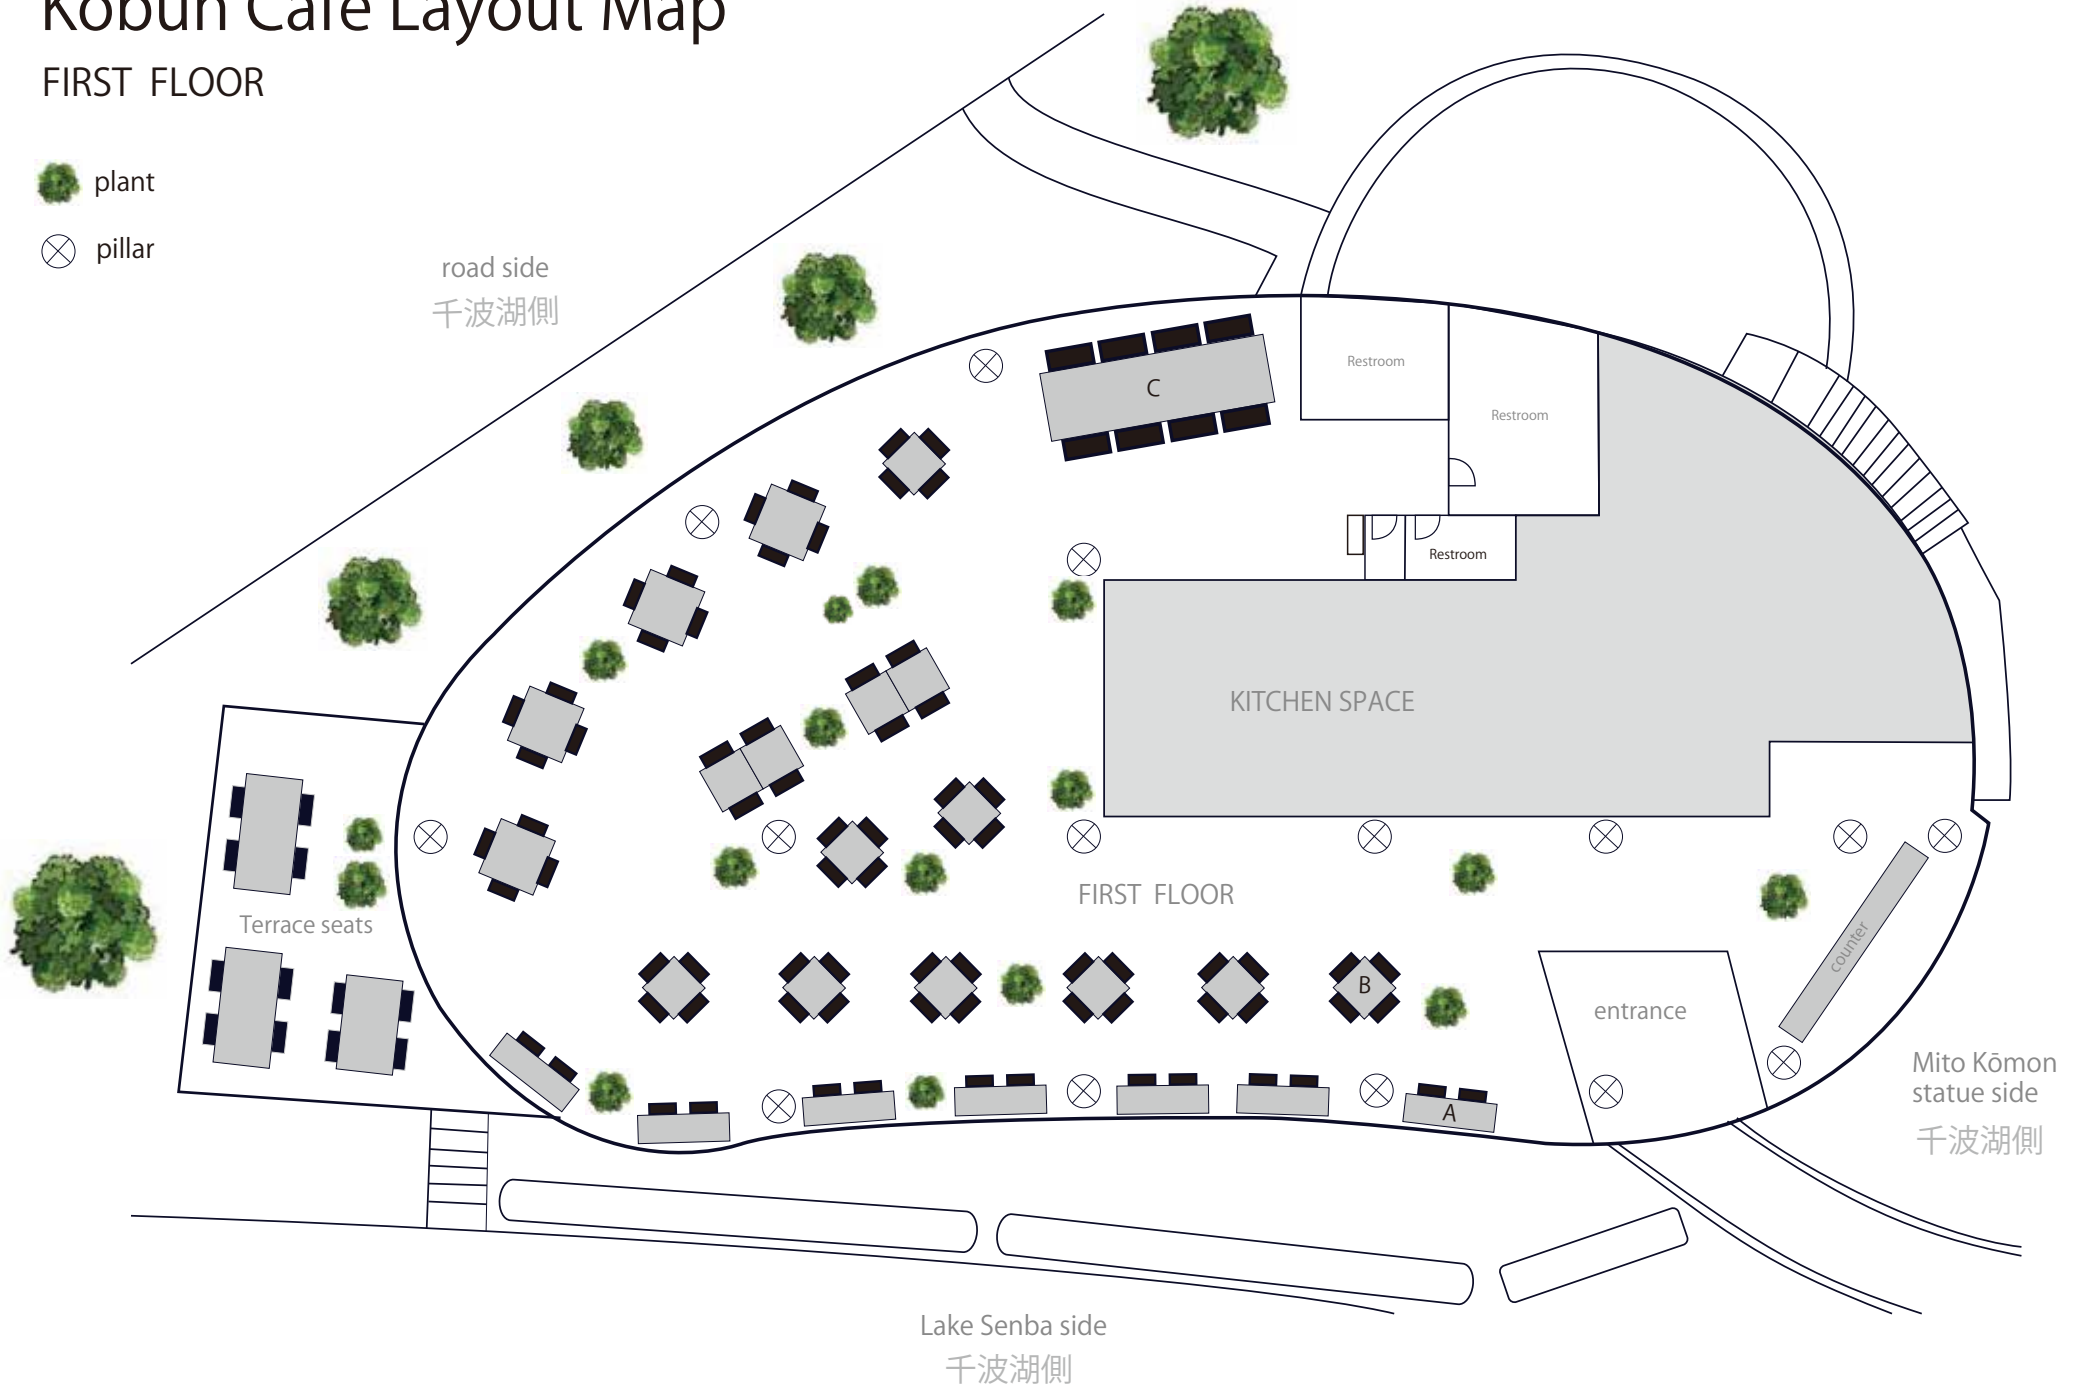 Kobun Cafe Layout Map
FIRST FLOOR
plant
pillar
road side
千波湖側
C
Restroom
Restroom
Restroom
KITCHEN SPACE
FIRST FLOOR
Terrace seats
counter
B
entrance
A
Mito Kōmon
statue side
千波湖側
Lake Senba side
千波湖側